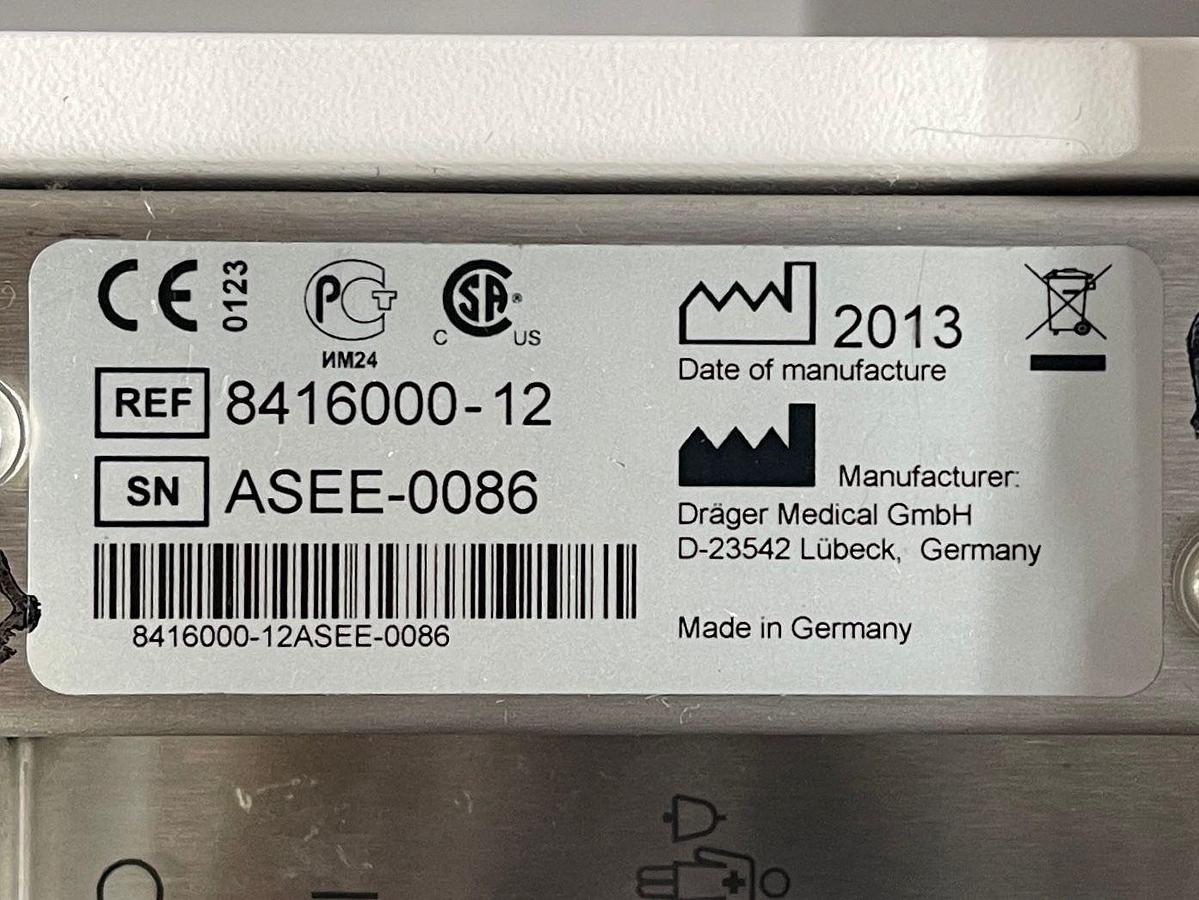 CE 0123
РСТ
ИМ24
C SA® US
REF 8416000-12
SN ASEE-0086
8416000-12ASEE-0086
2013
Date of manufacture
Manufacturer:
Dräger Medical GmbH
D-23542 Lübeck, Germany
Made in Germany